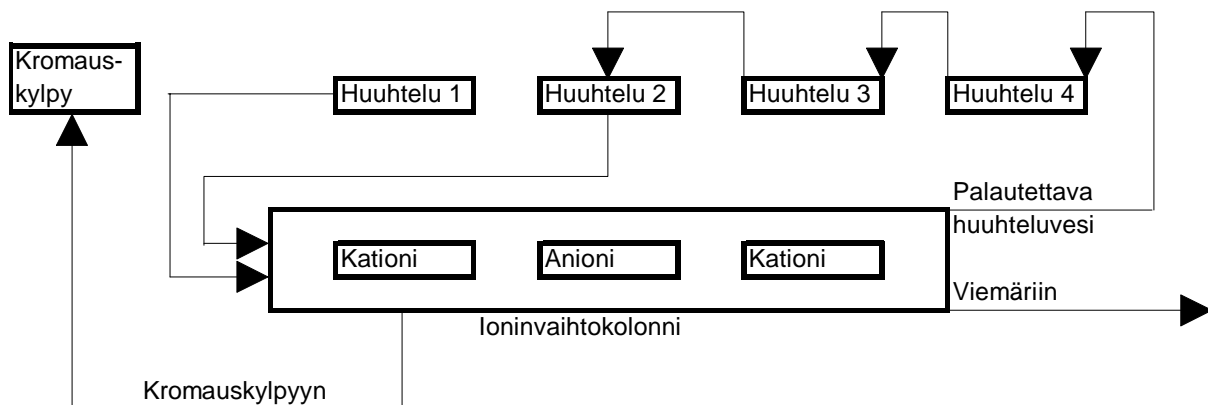 Kromaus-
kylpy
Huuhtelu 1
Huuhtelu 2
Huuhtelu 3
Huuhtelu 4
Palautettava
huuhteluvesi
Kationi
Anioni
Kationi
Viemäriin
Ioninvaihtokolonni
Kromauskylpyyn